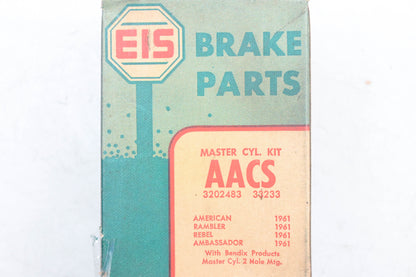 EIS
BRAKE
PARTS
MASTER CYL. KIT
AACS
3202483 34233
AMERICAN 1961
RAMBLER 1961
REBEL 1961
AMBASSADOR 1961
With Bendix Products
Master Cyl. 2 Hole Mtg.